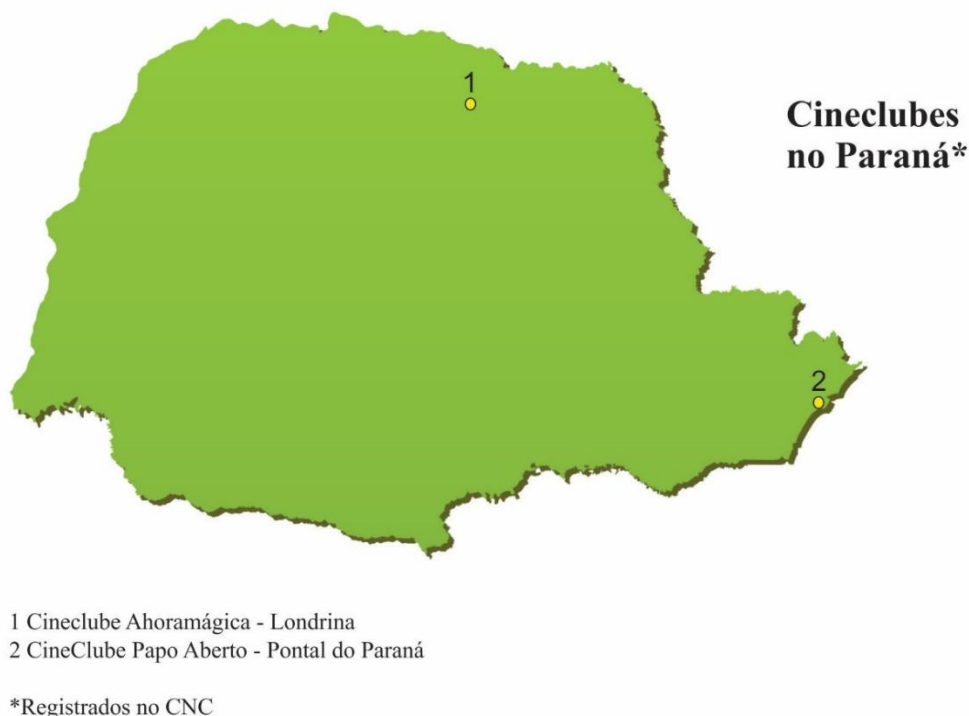 1
Cineclubes
no Paraná*
2
1 Cineclube Ahoramágica - Londrina
2 CineClube Papo Aberto - Pontal do Paraná
*Registrados no CNC